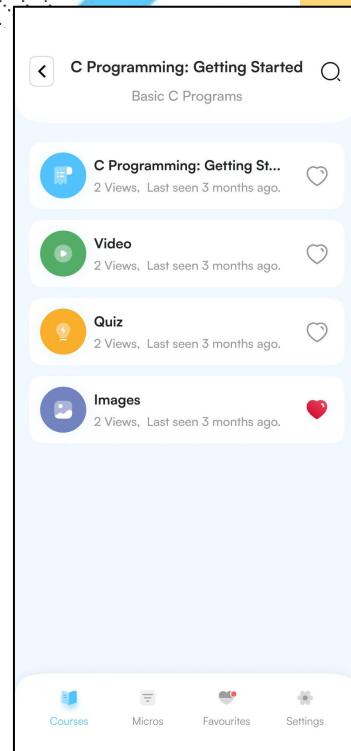 C Programming: Getting Started
Basic C Programs
C Programming: Getting St...
2 Views, Last seen 3 months ago.
Video
2 Views, Last seen 3 months ago.
Quiz
2 Views, Last seen 3 months ago.
Images
2 Views, Last seen 3 months ago.
Courses Micros Favourites Settings